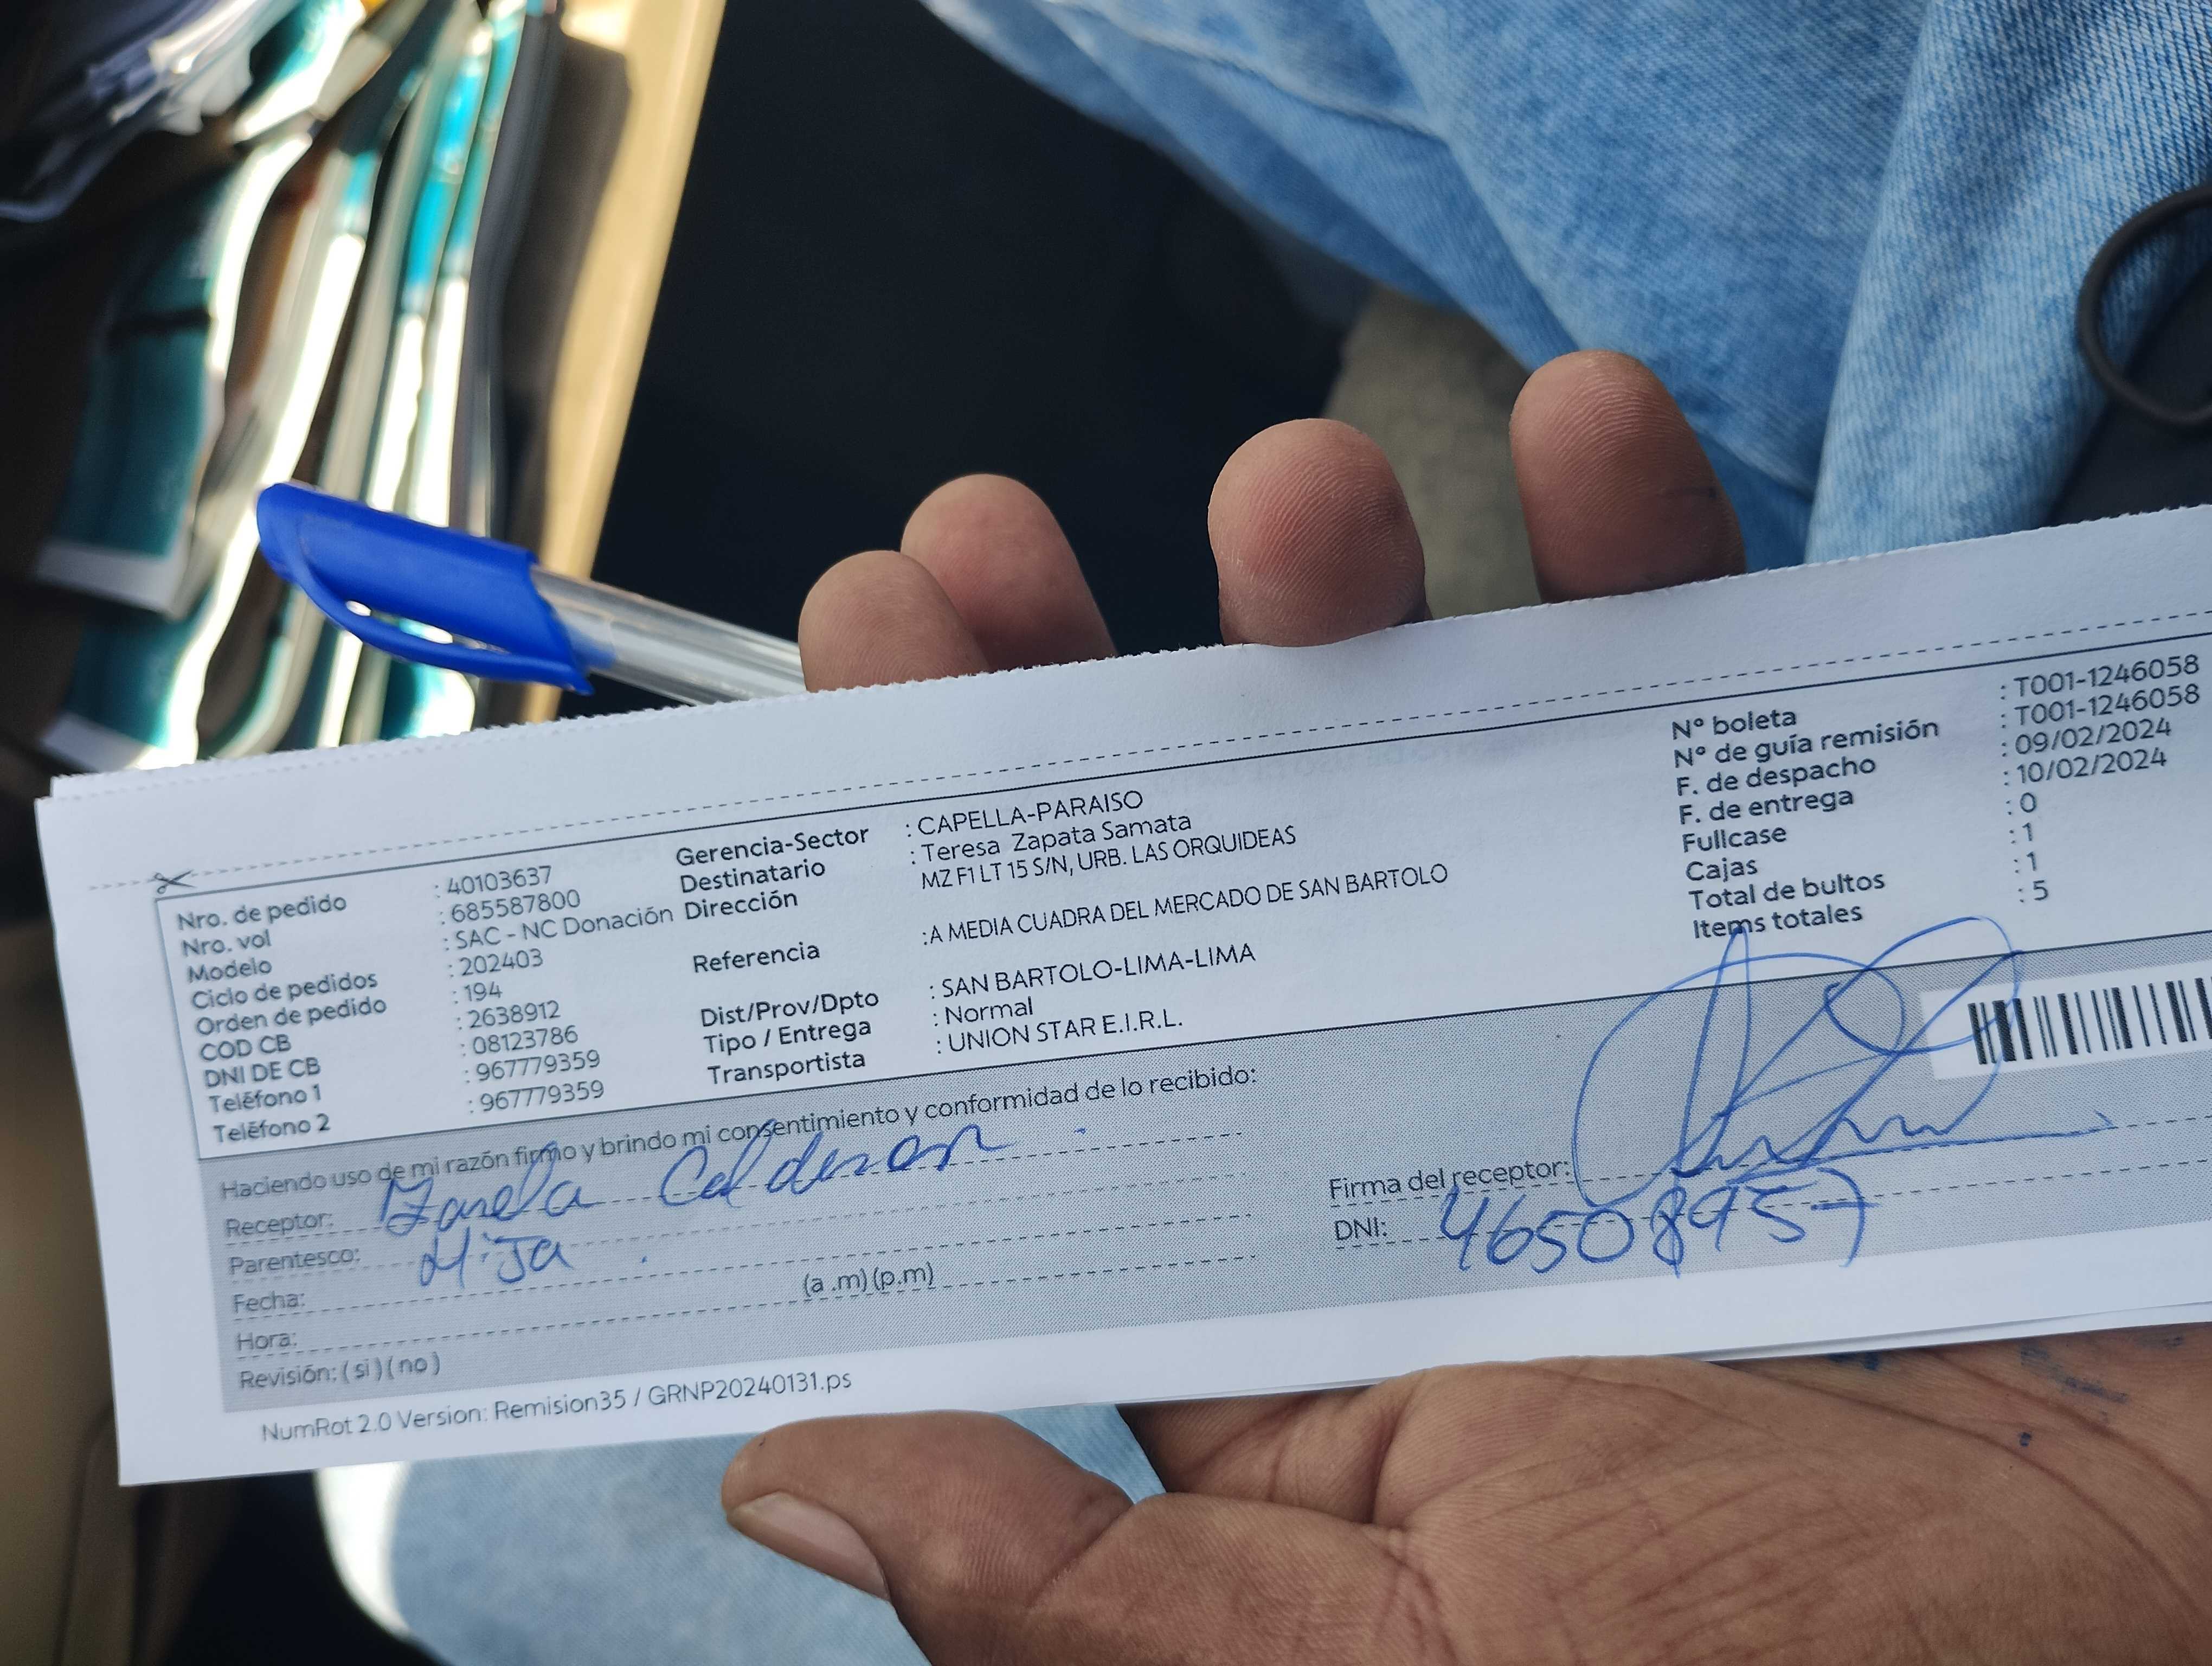 Nro. de pedido : 40103637
Nro. vol : 685587800
Modelo : SAC - NC Donación
Ciclo de pedidos : 202403
Orden de pedido : 194
COD CB : 2638912
DNI DE CB : 08123786
Teléfono 1 : 967779359
Teléfono 2 : 967779359
Gerencia-Sector : CAPELLA-PARAISO
Destinatario : Teresa Zapata Samata
Dirección MZ F1 LT 15 S/N, URB. LAS ORQUIDEAS
Referencia :A MEDIA CUADRA DEL MERCADO DE SAN BARTOLO
Dist/Prov/Dpto : SAN BARTOLO-LIMA-LIMA
Tipo / Entrega : Normal
Transportista : UNION STAR E.I.R.L.
N° boleta : T001-1246058
N° de guía remisión : T001-1246058
F. de despacho : 09/02/2024
F. de entrega : 10/02/2024
Fullcase : 0
Cajas : 1
Total de bultos : 1
Items totales : 5
Haciendo uso de mi razón firmo y brindo mi consentimiento y conformidad de lo recibido:
Receptor: Calderon
Parentesco: Hija
Fecha:
Hora: (a .m) (p.m)
Revisión: ( si ) ( no )
Firma del receptor:
DNI: 46508957
NumRot 2.0 Version: Remision35 / GRNP20240131.ps